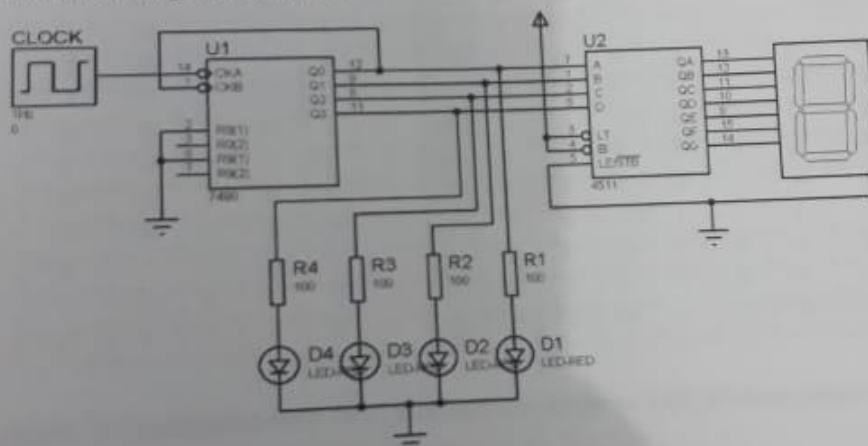 CLOCK
U1
U2
14 CKA Q0 12
1 CKB Q1 9
Q2 8
Q3 11
2 R0(1)
R0(2)
R9(1)
7 R9(2)
7490
7 A QA 13
1 B QB 12
2 C QC 11
6 D QD 10
QE 9
3 LT QF 15
4 BI QG 14
5 LE/STB
4511
R4
100
R3
100
R2
100
R1
100
D4
D3
D2
D1
LED-RED
0